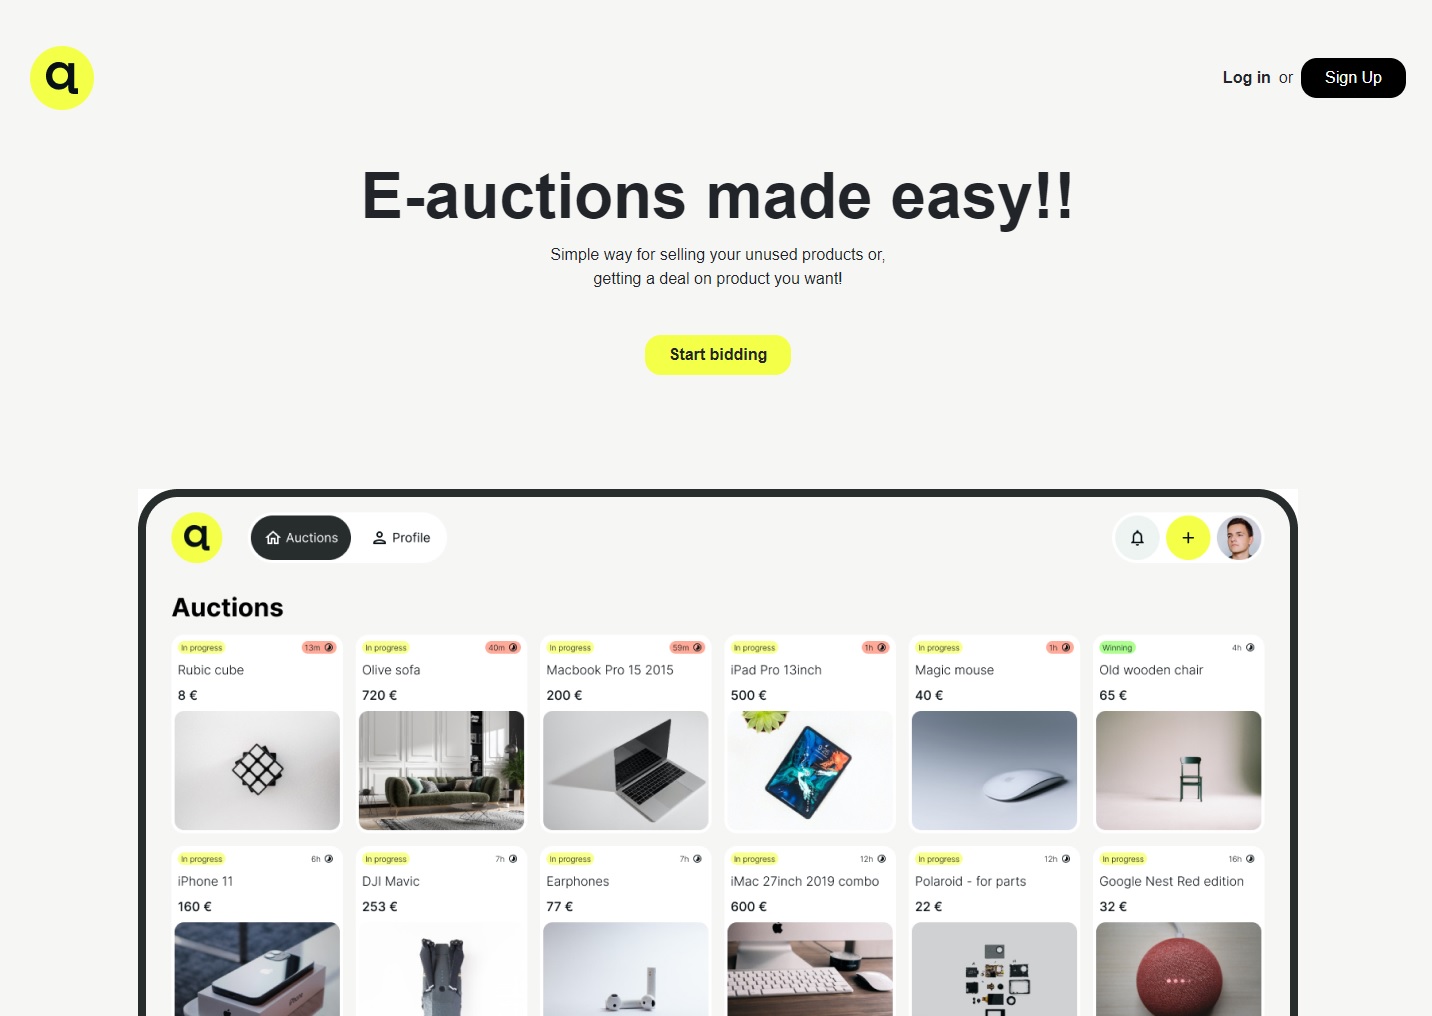 a
Log in or Sign Up
E-auctions made easy!!
Simple way for selling your unused products or,
getting a deal on product you want!
Start bidding
a Auctions Profile +
Auctions
In progress 13m In progress 40m In progress 59m In progress 1h In progress 1h Winning 4h
Rubic cube Olive sofa Macbook Pro 15 2015 iPad Pro 13inch Magic mouse Old wooden chair
8 € 720 € 200 € 500 € 40 € 65 €
In progress 6h In progress 7h In progress 7h In progress 12h In progress 12h In progress 16h
iPhone 11 DJI Mavic Earphones iMac 27inch 2019 combo Polaroid - for parts Google Nest Red edition
160 € 253 € 77 € 600 € 22 € 32 €